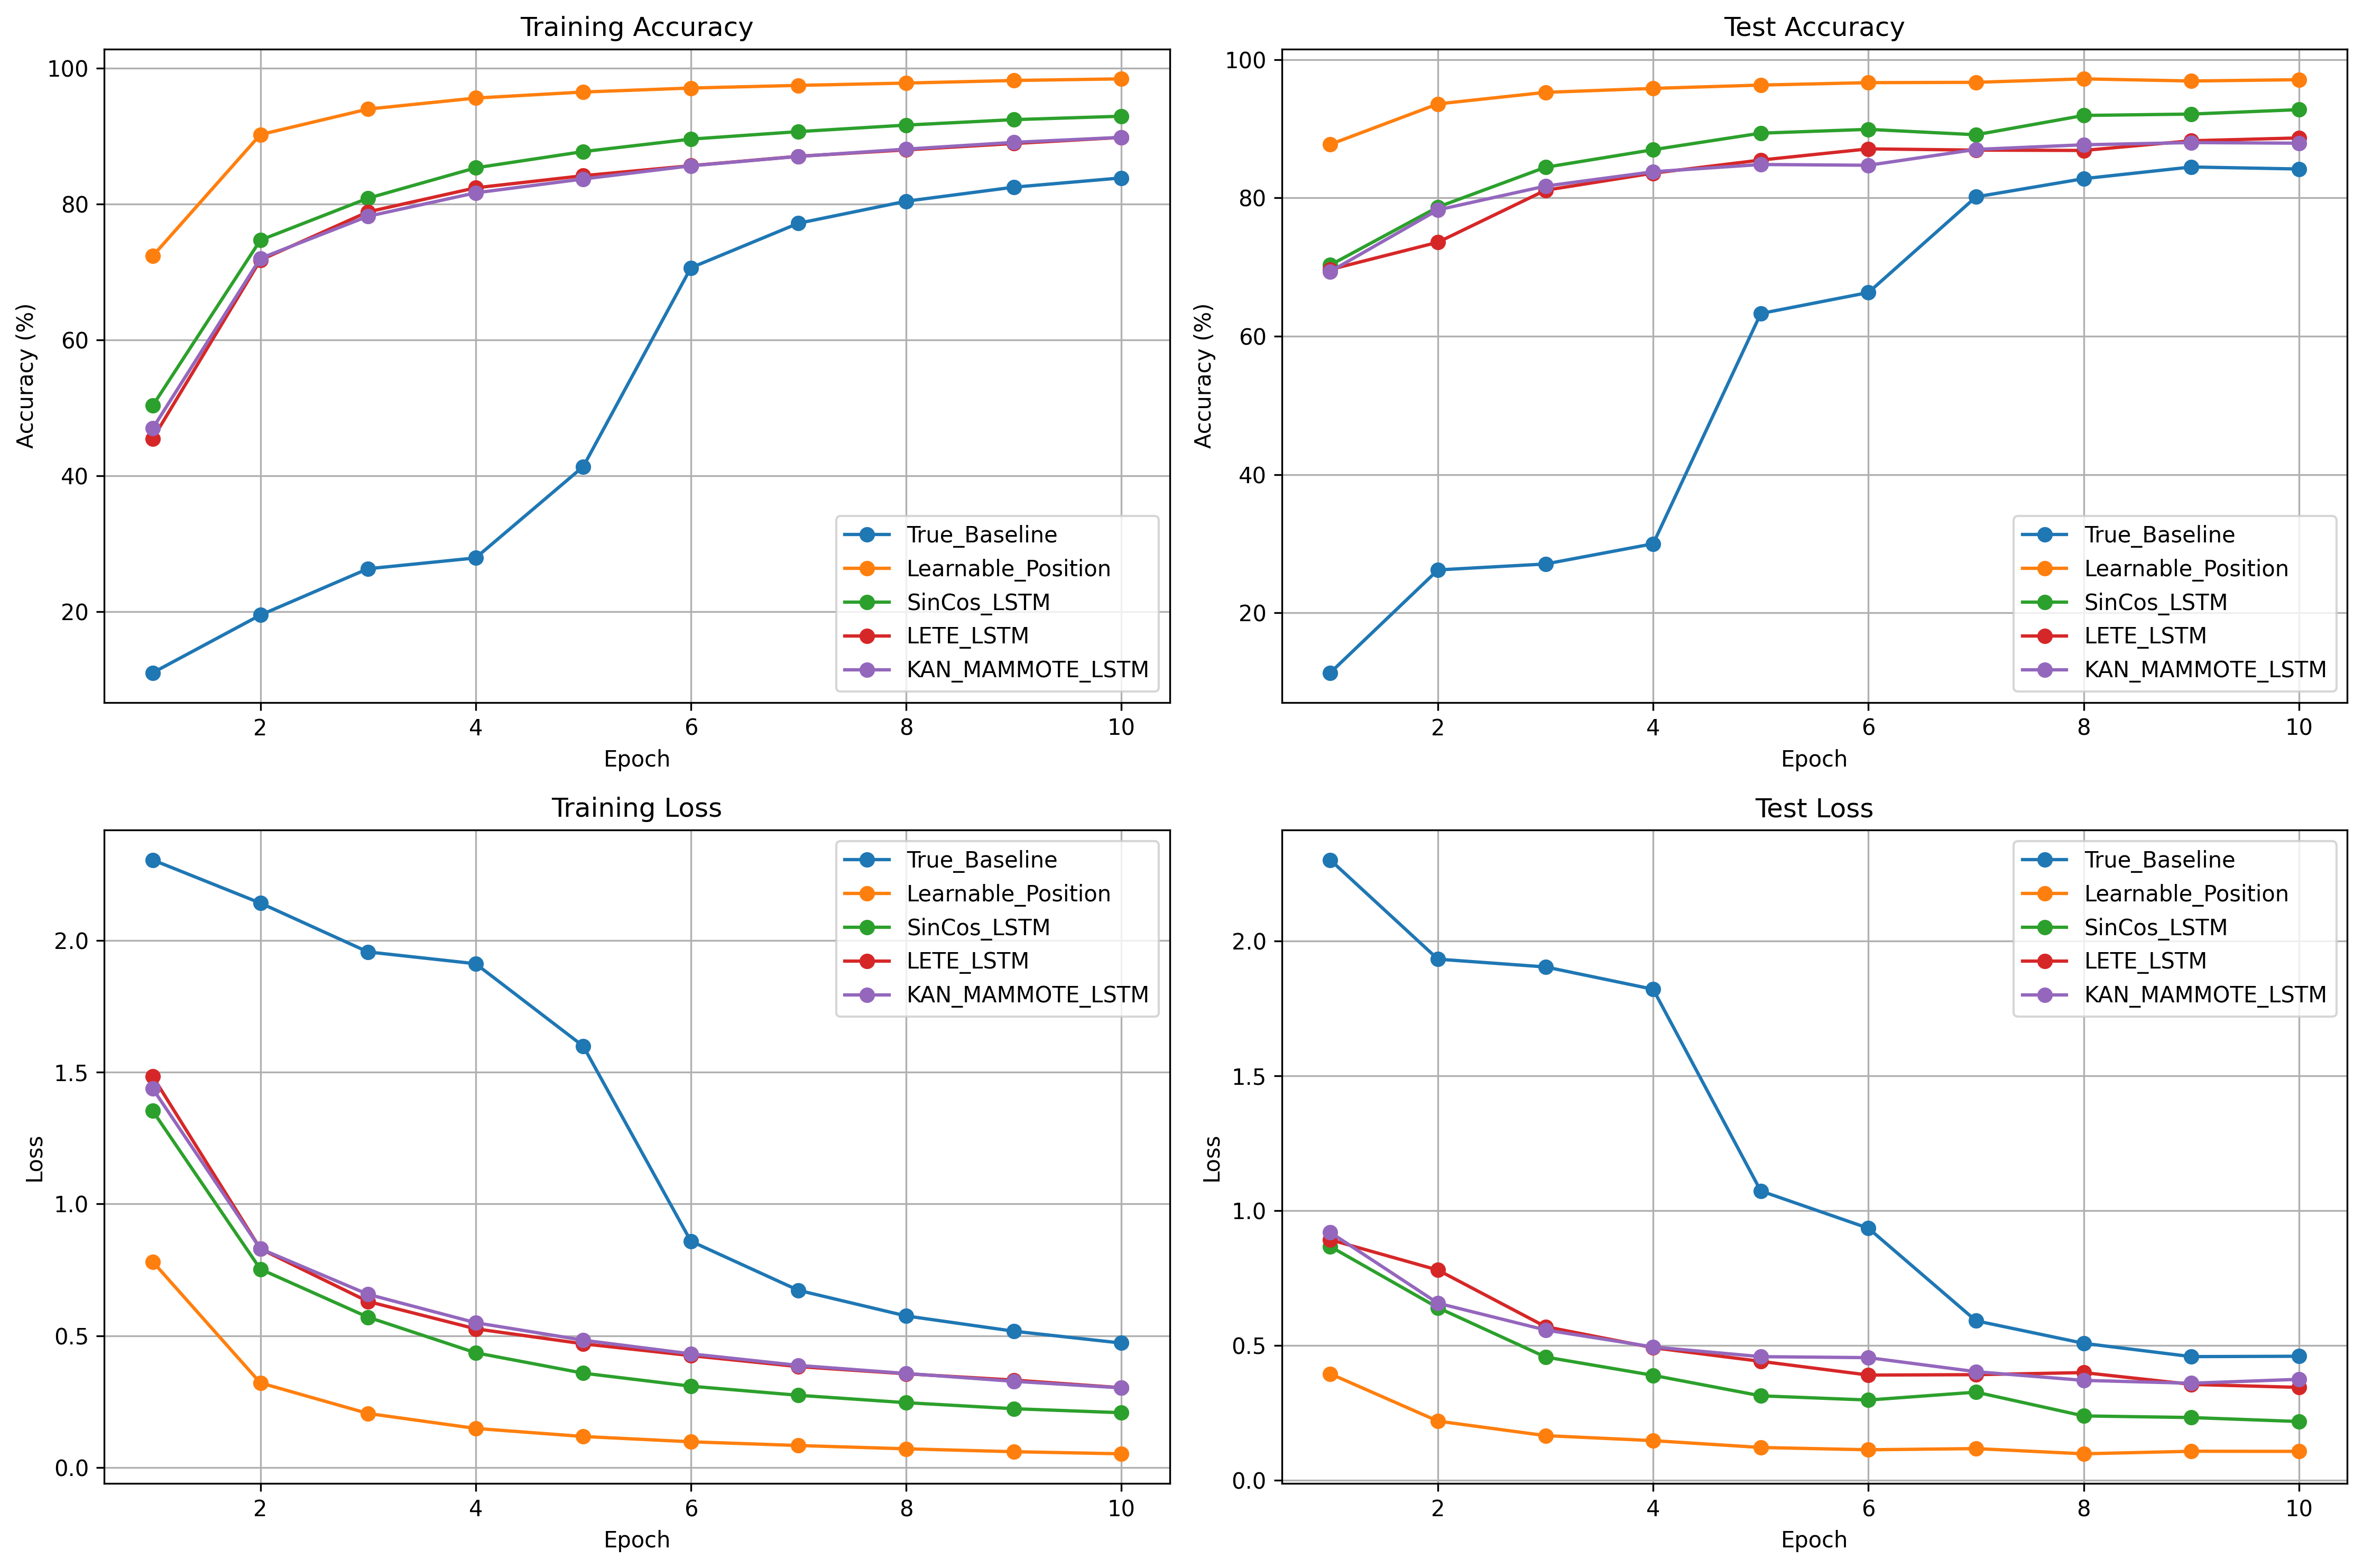 Training Accuracy
Accuracy (%)
100
80
60
40
20
True_Baseline
Learnable_Position
SinCos_LSTM
LETE_LSTM
KAN_MAMMOTE_LSTM
2 4 6 8 10
Epoch
Test Accuracy
Accuracy (%)
100
80
60
40
20
True_Baseline
Learnable_Position
SinCos_LSTM
LETE_LSTM
KAN_MAMMOTE_LSTM
2 4 6 8 10
Epoch
Training Loss
Loss
2.0
1.5
1.0
0.5
0.0
True_Baseline
Learnable_Position
SinCos_LSTM
LETE_LSTM
KAN_MAMMOTE_LSTM
2 4 6 8 10
Epoch
Test Loss
Loss
2.0
1.5
1.0
0.5
0.0
True_Baseline
Learnable_Position
SinCos_LSTM
LETE_LSTM
KAN_MAMMOTE_LSTM
2 4 6 8 10
Epoch